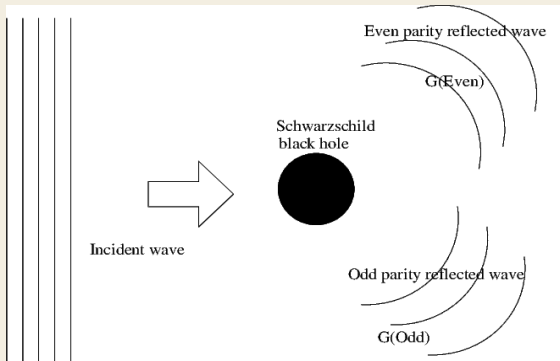 Even parity reflected wave
G(Even)
Schwarzschild
black hole
Incident wave
Odd parity reflected wave
G(Odd)